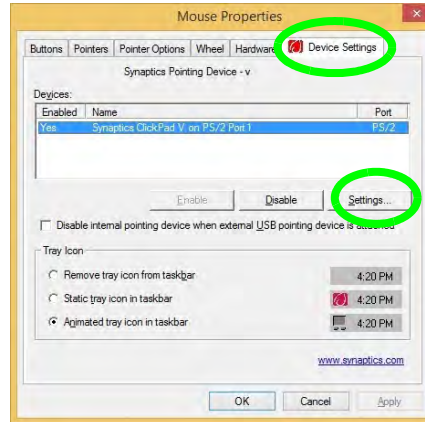 Mouse Properties
Buttons Pointers Pointer Options Wheel Hardware Device Settings
Synaptics Pointing Device - v
Devices:
Enabled Name Port
Yes Synaptics ClickPad V on PS/2 Port 1 PS/2
Enable Disable Settings...
Disable internal pointing device when external USB pointing device is attached
Tray Icon
Remove tray icon from taskbar 4:20 PM
Static tray icon in taskbar 4:20 PM
Animated tray icon in taskbar 4:20 PM
www.synaptics.com
OK Cancel Apply